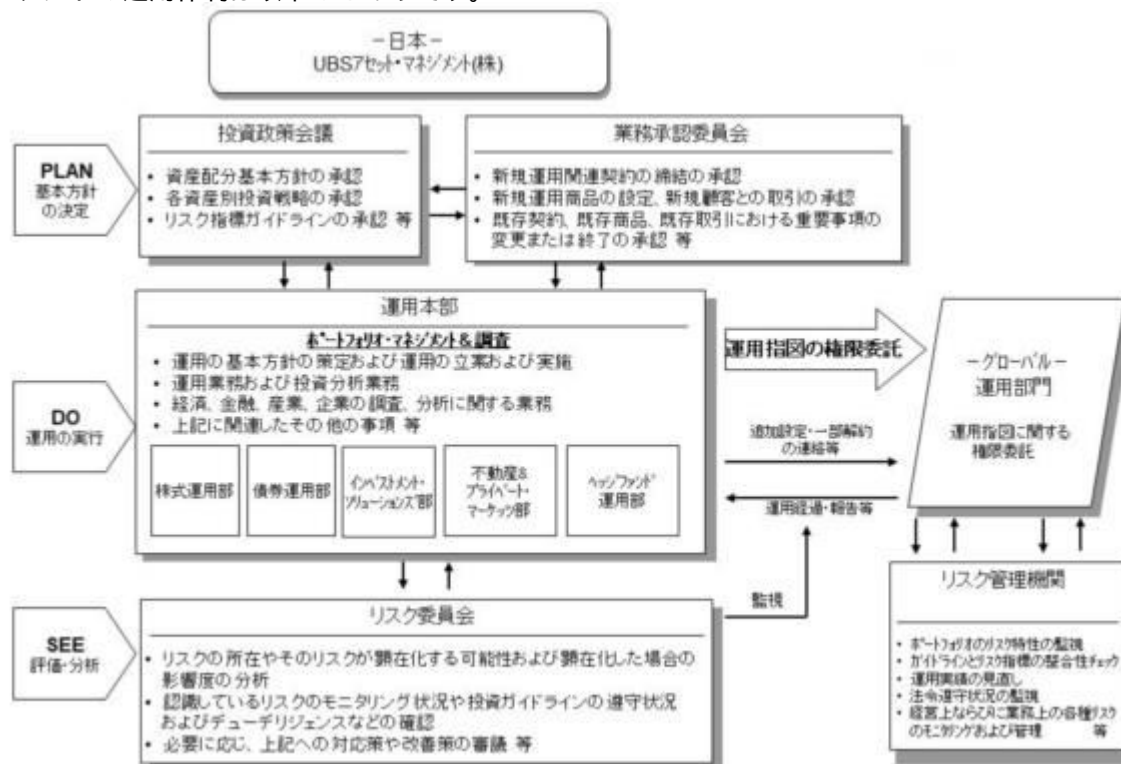 －日本－
UBSアセット・マネジメント(株)
PLAN
基本方針
の決定
投資政策会議
• 資産配分基本方針の承認
• 各資産別投資戦略の承認
• リスク指標ガイドラインの承認 等
業務承認委員会
• 新規運用関連契約の締結の承認
• 新規運用商品の設定、新規顧客との取引の承認
• 既存契約、既存商品、既存取引における重要事項の
変更または終了の承認 等
DO
運用の実行
運用本部
ポートフォリオ・マネジメント＆調査
• 運用の基本方針の策定および運用の立案および実施
• 運用業務および投資分析業務
• 経済、金融、産業、企業の調査、分析に関する業務
• 上記に関連したその他の事項 等
株式運用部
債券運用部
インベストメント・
ソリューションズ部
不動産＆
プライベート・
マーケッツ部
ヘッジファンド
運用部
運用指図の権限委託
追加設定・一部解約
の連絡等
運用経過・報告等
監視
－グローバル－
運用部門
運用指図に関する
権限委託
SEE
評価・分析
リスク委員会
• リスクの所在やそのリスクが顕在化する可能性および顕在化した場合の
影響度の分析
• 認識しているリスクのモニタリング状況や投資ガイドラインの遵守状況
およびデューデリジェンスなどの確認
• 必要に応じ、上記への対応策や改善策の審議 等
リスク管理機関
• ポートフォリオのリスク特性の監視
• ガイドラインとリスク指標の整合性チェック
• 運用実績の見直し
• 法令遵守状況の監視
• 経営上ならびに業務上の各種リスク
のモニタリングおよび管理 等